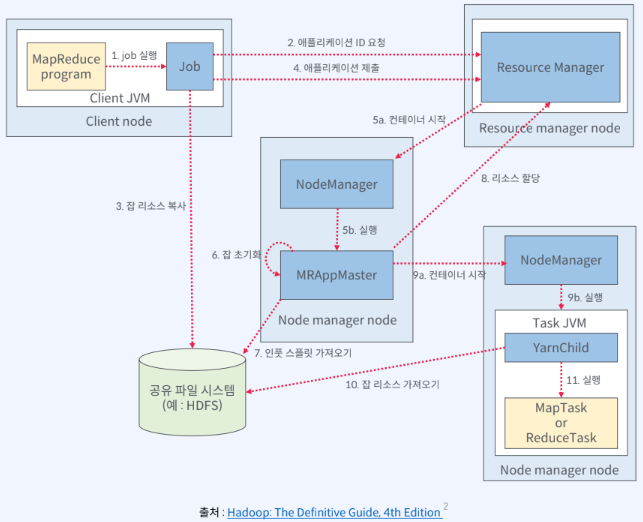 MapReduce
program
1. job 실행
Job
Client JVM
Client node
2. 애플리케이션 ID 요청
4. 애플리케이션 제출
Resource Manager
Resource manager node
5a. 컨테이너 시작
8. 리소스 할당
3. 잡 리소스 복사
NodeManager
5b. 실행
6. 잡 초기화
MRAppMaster
Node manager node
9a. 컨테이너 시작
NodeManager
9b. 실행
Task JVM
YarnChild
11. 실행
MapTask
or
ReduceTask
Node manager node
7. 인풋 스플릿 가져오기
10. 잡 리소스 가져오기
공유 파일 시스템
(예 : HDFS)
출처 : Hadoop: The Definitive Guide, 4th Edition 2